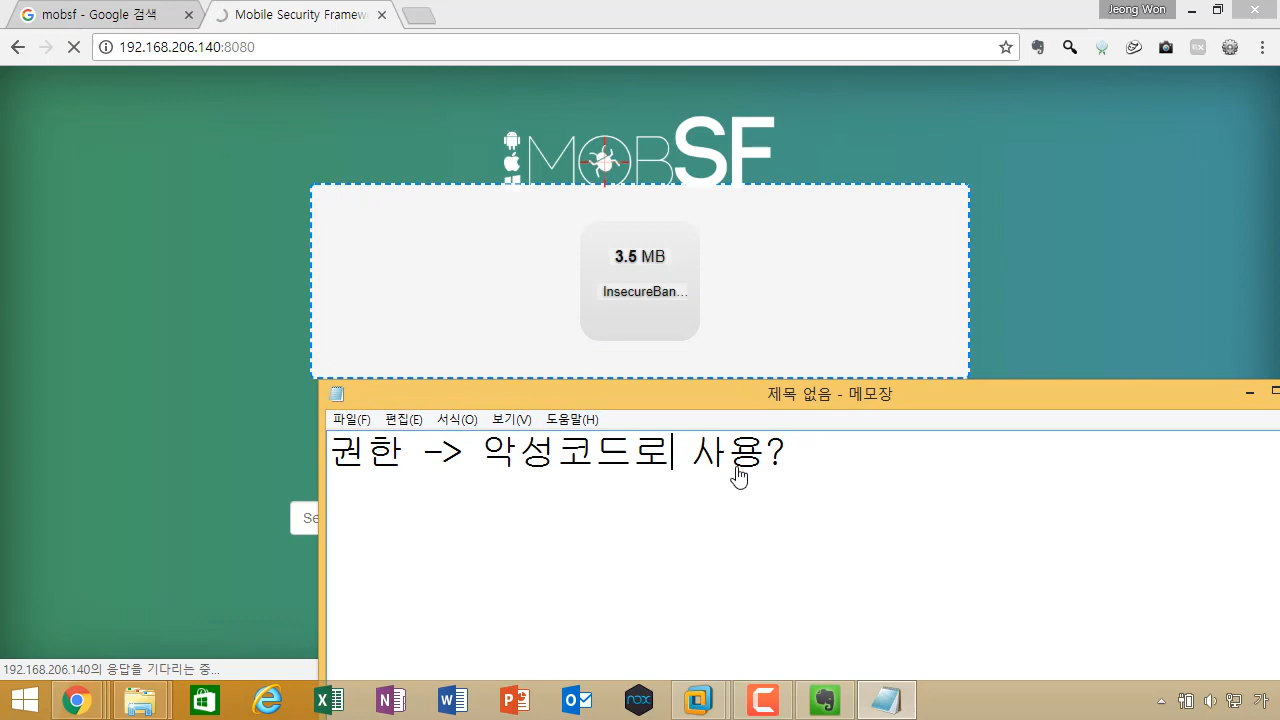 mobsf - Google 검색
Mobile Security Framew
Jeong Won
192.168.206.140:8080
MOBSF
3.5 MB
InsecureBan...
제목 없음 - 메모장
파일(F) 편집(E) 서식(O) 보기(V) 도움말(H)
권한 -> 악성코드로 사용?
Se
192.168.206.140의 응답을 기다리는 중...
nox
가